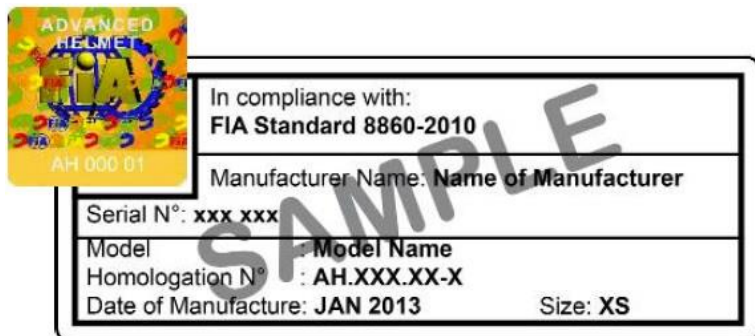 ADVANCED
HELMET
FIA
AH 000 01
In compliance with:
FIA Standard 8860-2010
Manufacturer Name: Name of Manufacturer
Serial N°: xxx xxx
Model : Model Name
Homologation N° : AH.XXX.XX-X
Date of Manufacture: JAN 2013 Size: XS
SAMPLE